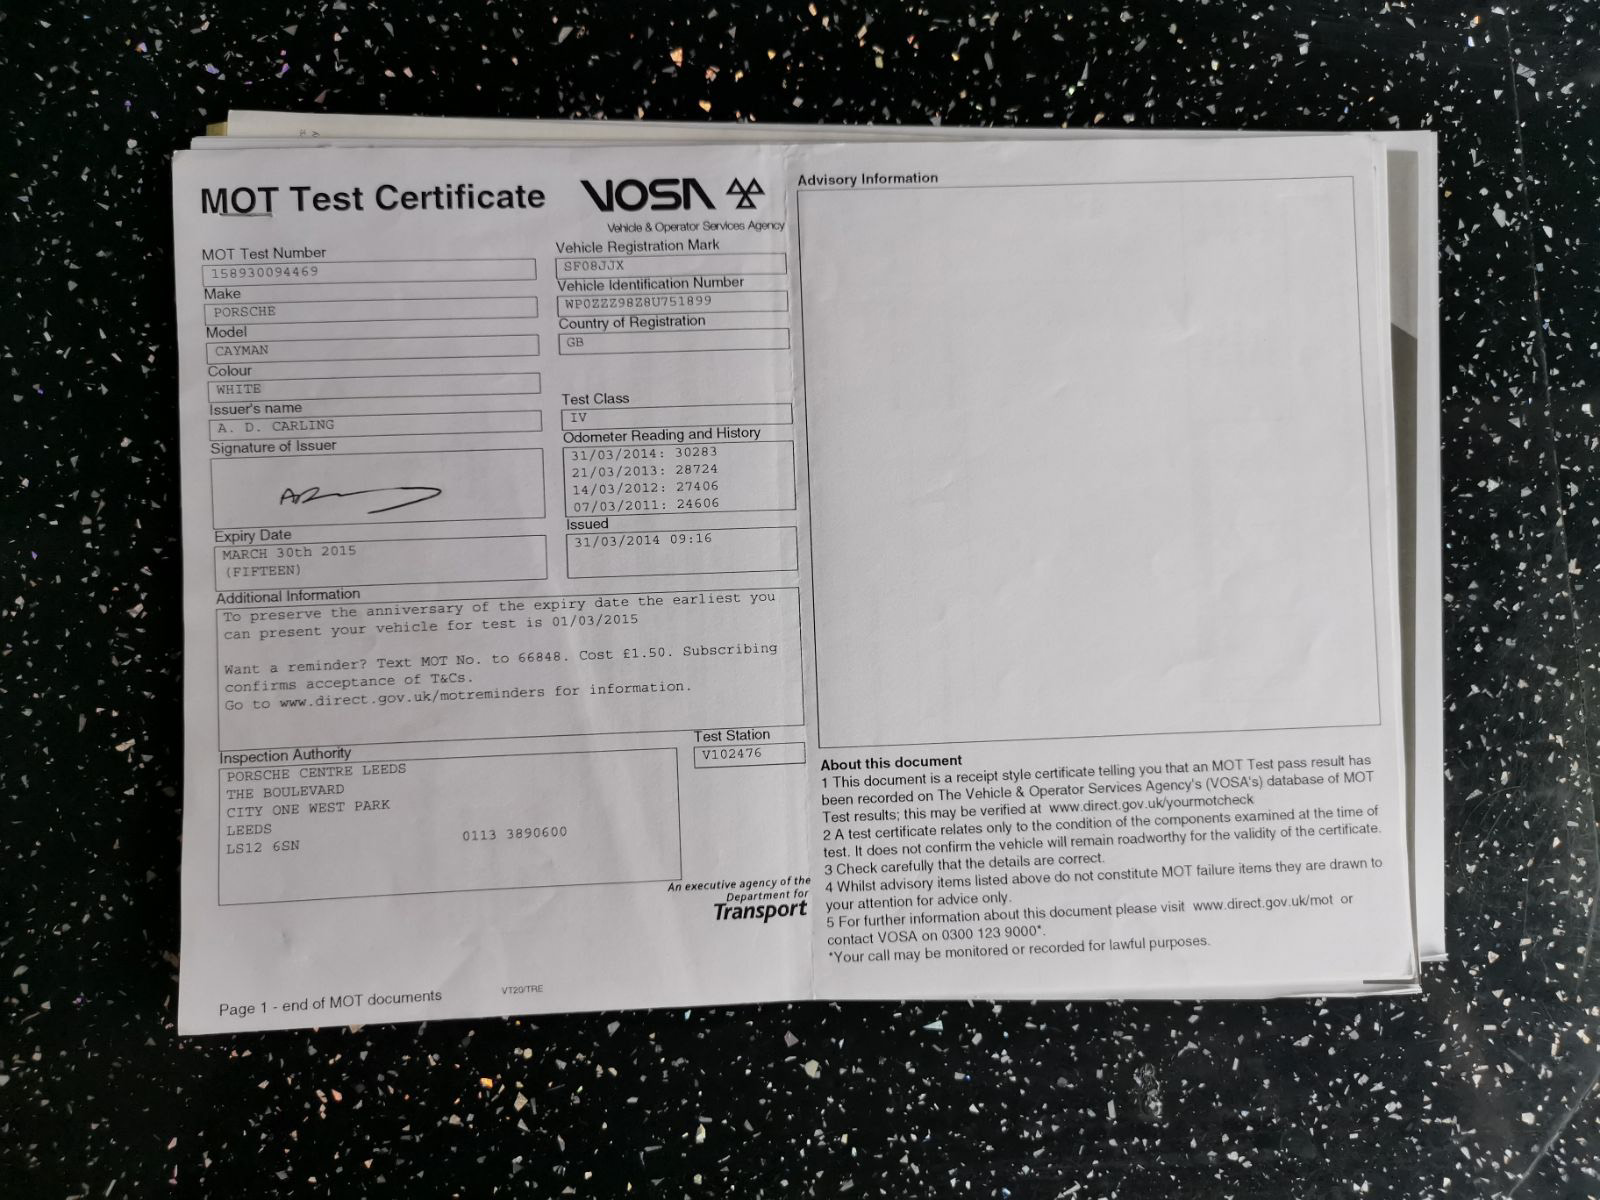 MOT Test Certificate
VOSA
Vehicle & Operator Services Agency
MOT Test Number
158930094469
Make
PORSCHE
Model
CAYMAN
Colour
WHITE
Issuer's name
A. D. CARLING
Signature of Issuer
Expiry Date
MARCH 30th 2015
(FIFTEEN)
Vehicle Registration Mark
SF08JJX
Vehicle Identification Number
WP0ZZZ98Z8U751899
Country of Registration
GB
Test Class
IV
Odometer Reading and History
31/03/2014: 30283
21/03/2013: 28724
14/03/2012: 27406
07/03/2011: 24606
Issued
31/03/2014 09:16
Additional Information
To preserve the anniversary of the expiry date the earliest you
can present your vehicle for test is 01/03/2015
Want a reminder? Text MOT No. to 66848. Cost £1.50. Subscribing
confirms acceptance of T&Cs.
Go to www.direct.gov.uk/motreminders for information.
Inspection Authority
PORSCHE CENTRE LEEDS
THE BOULEVARD
CITY ONE WEST PARK
LEEDS
LS12 6SN
0113 3890600
Test Station
V102476
An executive agency of the
Department for
Transport
Page 1 - end of MOT documents
VT20/TRE
Advisory Information
About this document
1 This document is a receipt style certificate telling you that an MOT Test pass result has
been recorded on The Vehicle & Operator Services Agency's (VOSA's) database of MOT
Test results; this may be verified at www.direct.gov.uk/yourmotcheck
2 A test certificate relates only to the condition of the components examined at the time of
test. It does not confirm the vehicle will remain roadworthy for the validity of the certificate.
3 Check carefully that the details are correct.
4 Whilst advisory items listed above do not constitute MOT failure items they are drawn to
your attention for advice only.
5 For further information about this document please visit www.direct.gov.uk/mot or
contact VOSA on 0300 123 9000*.
*Your call may be monitored or recorded for lawful purposes.